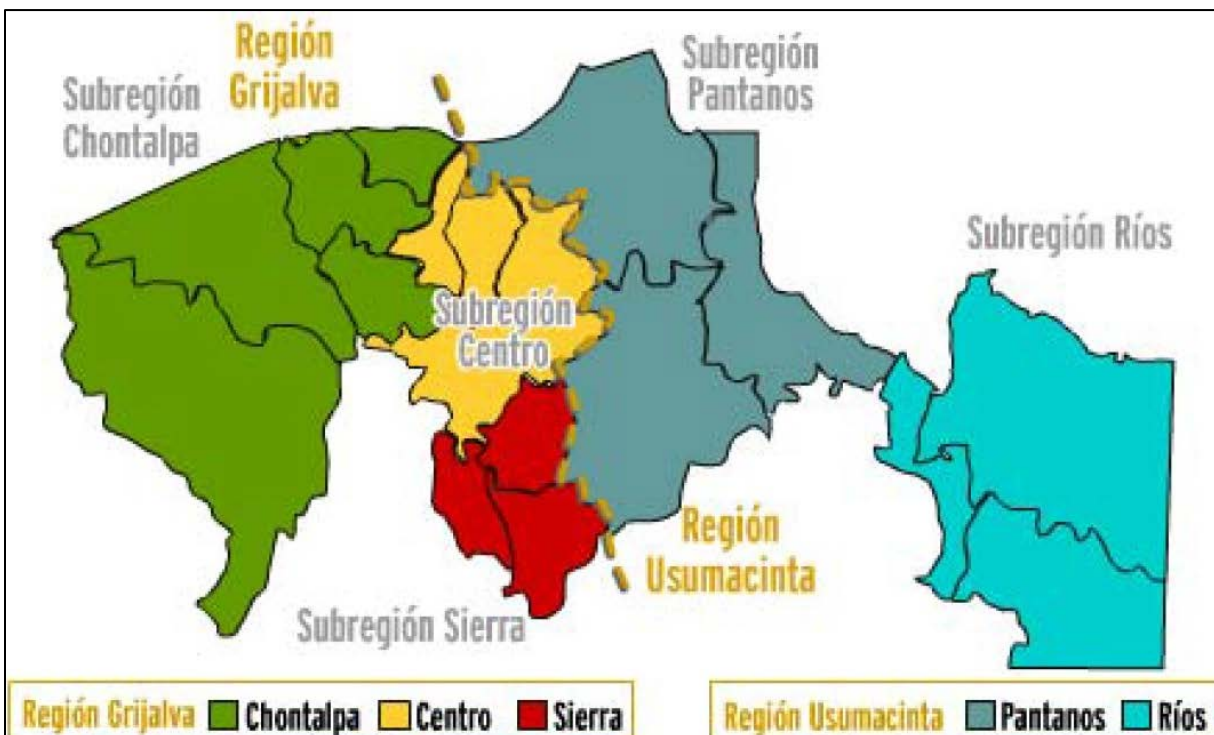 Región
Grijalva
Subregión
Chontalpa
Subregión
Pantanos
Subregión Ríos
Subregión
Centro
Región
Usumacinta
Subregión Sierra
Región Grijalva Chontalpa Centro Sierra
Región Usumacinta Pantanos Ríos